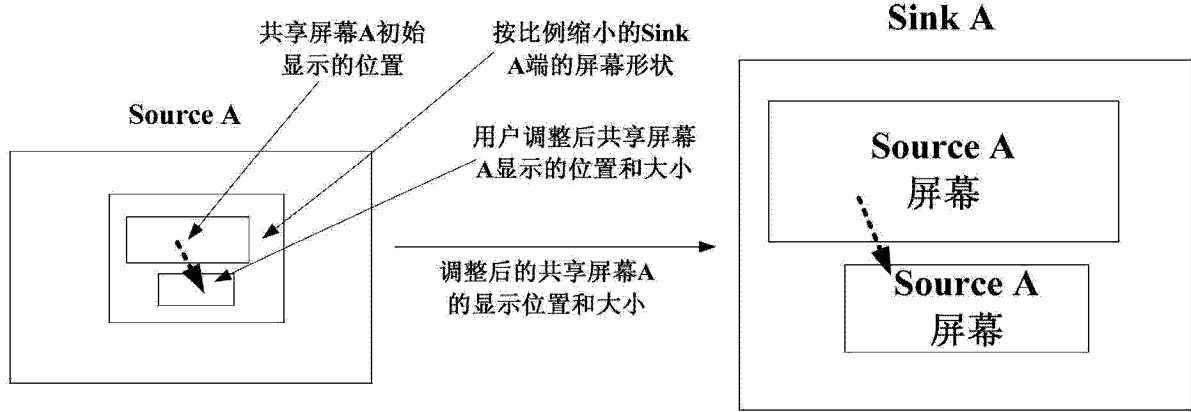 共享屏幕A初始
显示的位置
按比例缩小的Sink
A端的屏幕形状
Sink A
Source A
用户调整后共享屏幕
A显示的位置和大小
调整后的共享屏幕A
的显示位置和大小
Source A
屏幕
Source A
屏幕